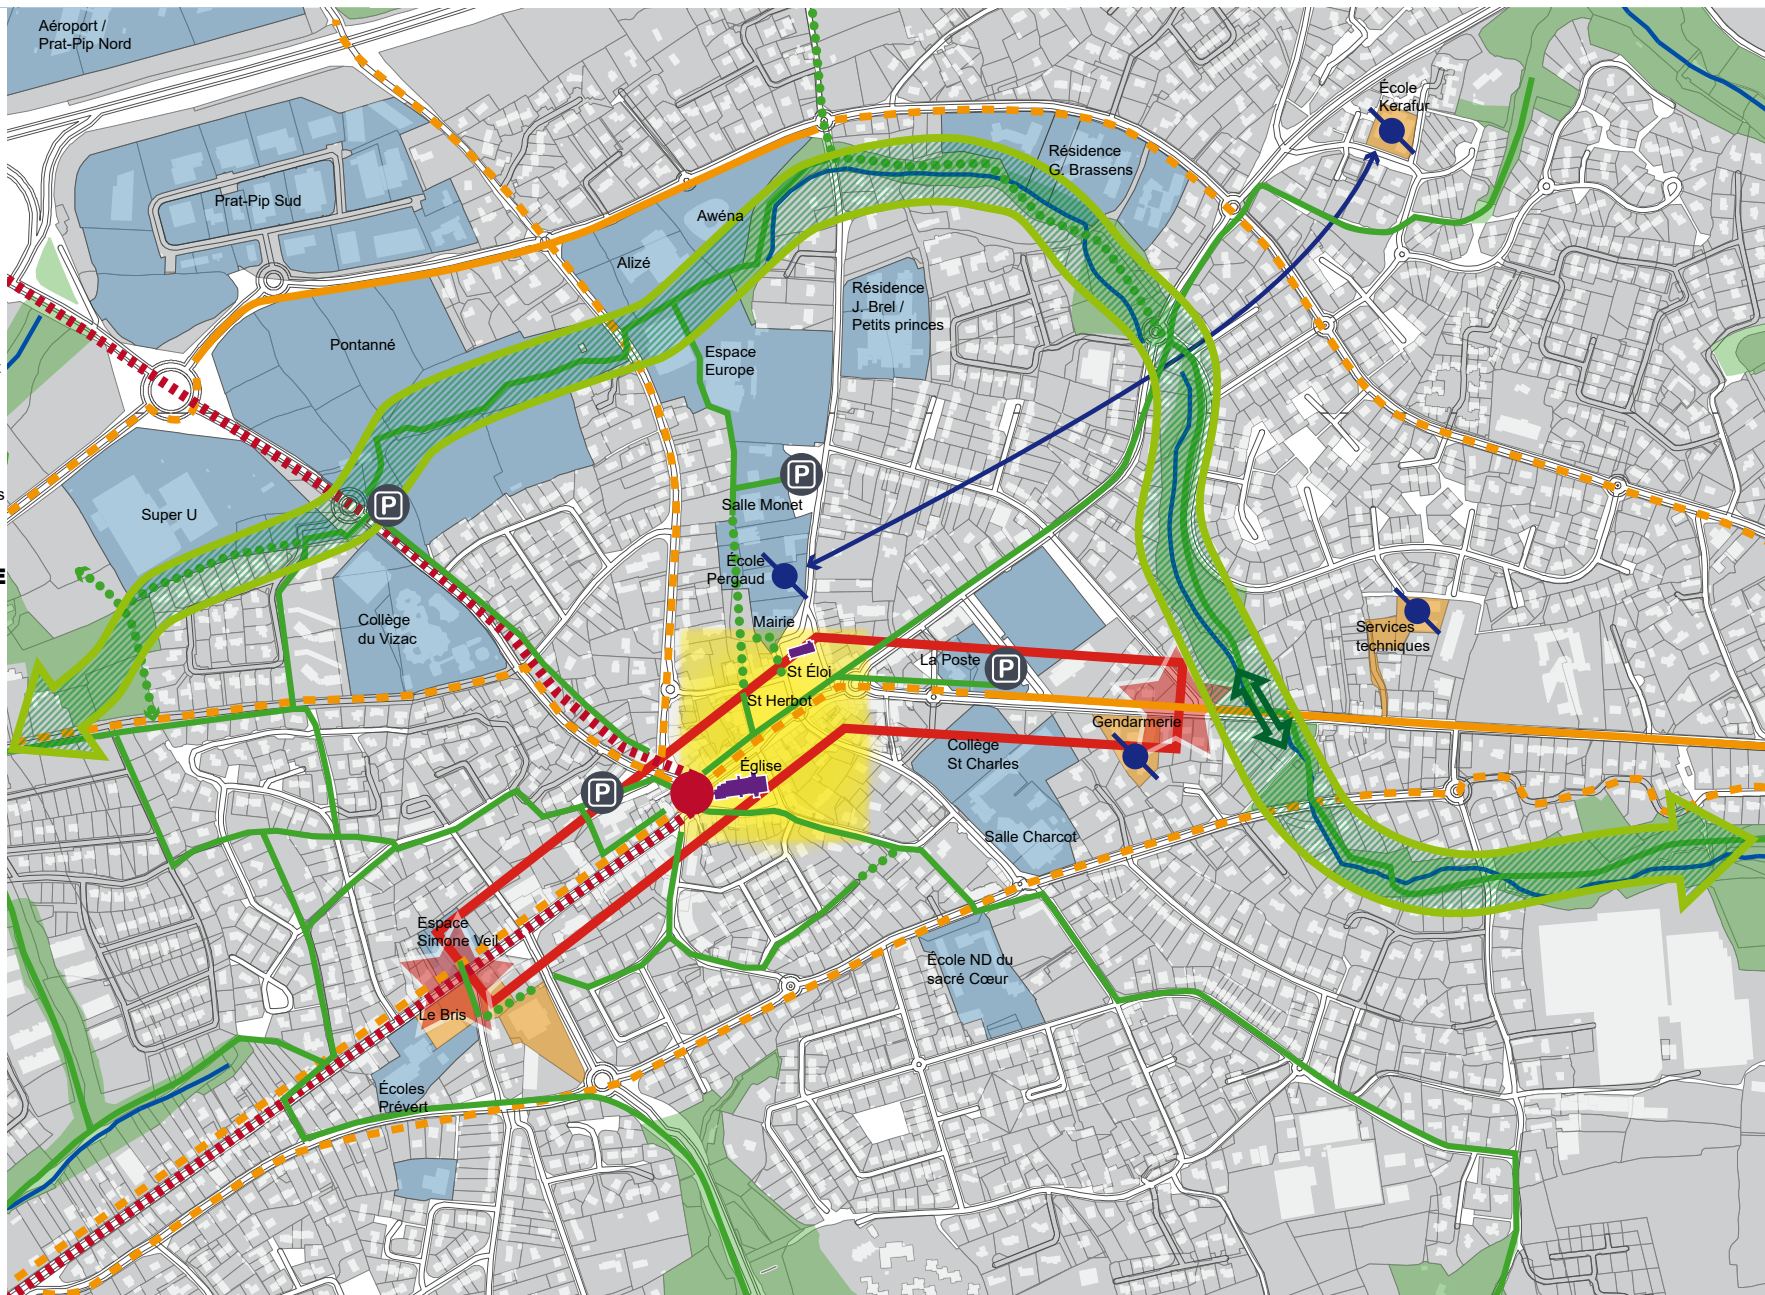 Aéroport /
Prat-Pip Nord
École
Kerafur
Résidence
G. Brassens
Prat-Pip Sud
Awéna
Alizé
Résidence
J. Brel /
Petits princes
Pontanné
Espace
Europe
P
P
Salle Monet
s
Super U
École
Pergaud
Collège
du Vizac
Mairie
Services
techniques
La Poste
P
St Éloi
St Herbot
Gendarmerie
Collège
St Charles
Église
P
Salle Charcot
Espace
Simone Veil
École ND du
sacré Cœur
Le Bris
Écoles
Prévert